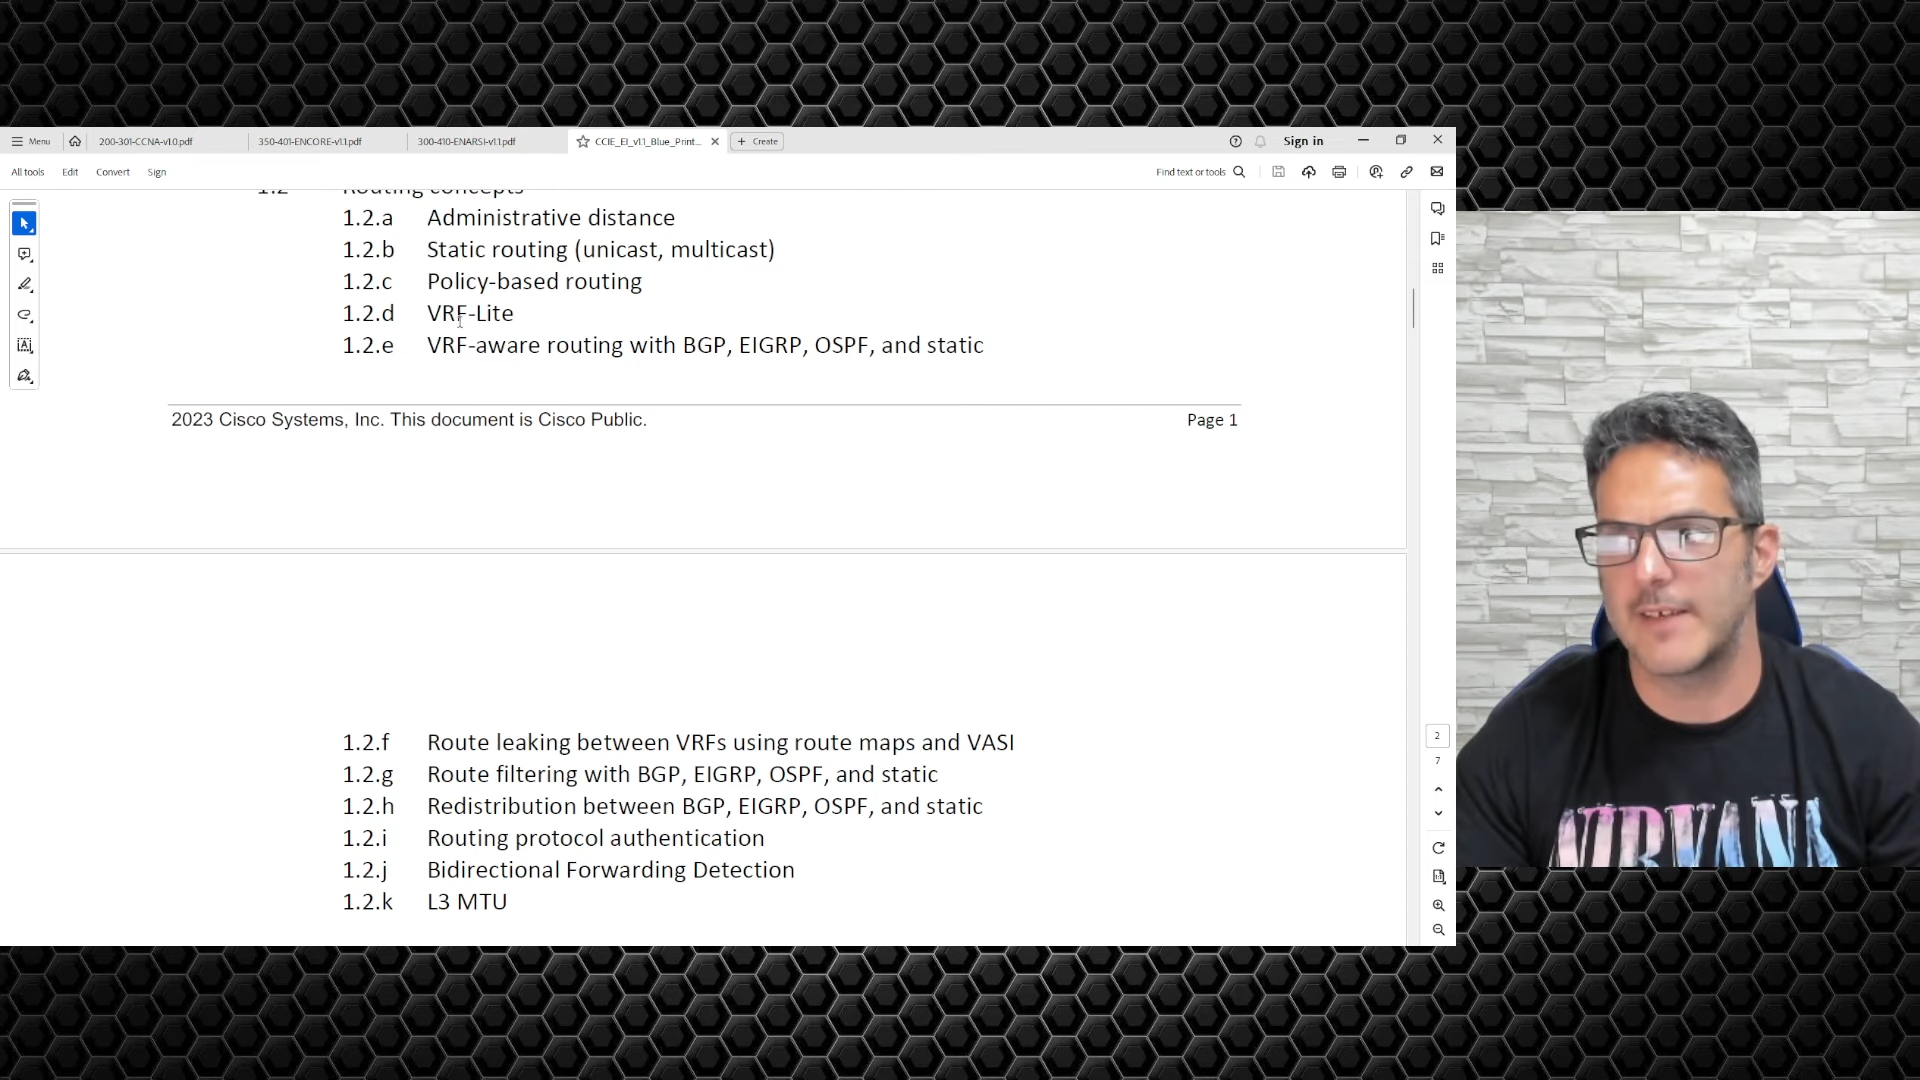 Menu 200-301-CCNA-v1.0.pdf 350-401-ENCORE-v1.1.pdf 300-410-ENARSI-v1.1.pdf CCIE_EI_v1.1_Blue_Print... Create Sign in
All tools Edit Convert Sign Find text or tools
1.2 Routing concepts
1.2.a Administrative distance
1.2.b Static routing (unicast, multicast)
1.2.c Policy-based routing
1.2.d VRF-Lite
1.2.e VRF-aware routing with BGP, EIGRP, OSPF, and static
2023 Cisco Systems, Inc. This document is Cisco Public. Page 1
1.2.f Route leaking between VRFs using route maps and VASI
1.2.g Route filtering with BGP, EIGRP, OSPF, and static
1.2.h Redistribution between BGP, EIGRP, OSPF, and static
1.2.i Routing protocol authentication
1.2.j Bidirectional Forwarding Detection
1.2.k L3 MTU
2
7
NIRVANA